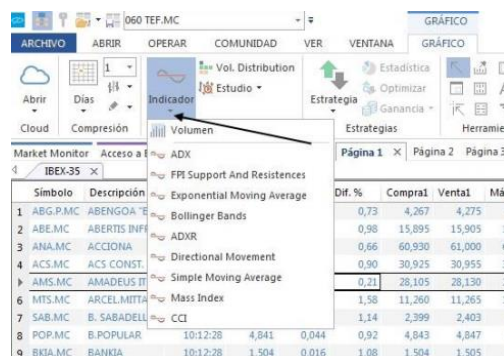 060 TEF.MC
GRÁFICO
ARCHIVO ABRIR OPERAR COMUNIDAD VER VENTANA GRÁFICO
Abrir
Cloud
Días
1
Compresión
Indicador
Vol. Distribution
Estudio
Estrategia
Estadística
Optimizar
Ganancia
Estrategias
Herramie
Market Monitor Acceso a Página 1 Página 2 Página 3
IBEX-35
Volumen
ADX
FPI Support And Resistences
Exponential Moving Average
Bollinger Bands
ADXR
Directional Movement
Simple Moving Average
Mass Index
CCI
Símbolo Descripción Dif. % Compra1 Venta1 Má
1 ABG.P.MC ABENGOA "B 0,73 4,267 4,275
2 ABE.MC ABERTIS INF 0,98 15,895 15,905
3 ANA.MC ACCIONA 0,66 60,930 61,000
4 ACS.MC ACS CONST. 0,90 30,925 30,955
AMS.MC AMADEUS IT 0,21 28,105 28,130
6 MTS.MC ARCEL.MITTA 1,58 11,260 11,265
7 SAB.MC B. SABADELL 1,14 2,399 2,403
8 POP.MC B.POPULAR 10:12:28 4,841 0,044 0,92 4,843 4,847
9 BKIA.MC BANKIA 10:12:28 1,504 0,016 1,08 1,504 1,505